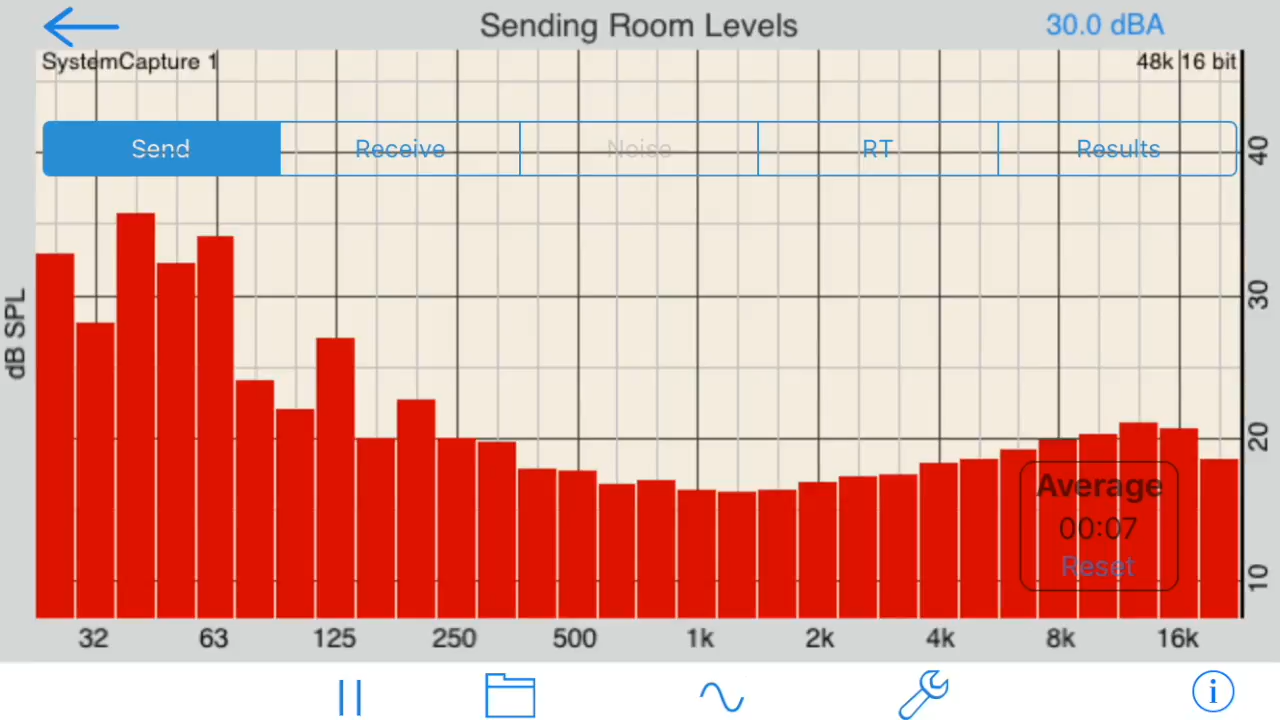 Sending Room Levels
30.0 dBA
SystemCapture 1
48k 16 bit
Send
Receive
Noise
RT
Results
40
30
20
10
dB SPL
Average
00:07
Reset
32 63 125 250 500 1k 2k 4k 8k 16k